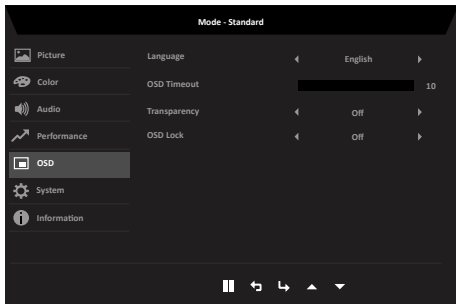 Mode - Standard
Picture
Color
Audio
Performance
OSD
System
Information
Language English
OSD Timeout 10
Transparency Off
OSD Lock Off